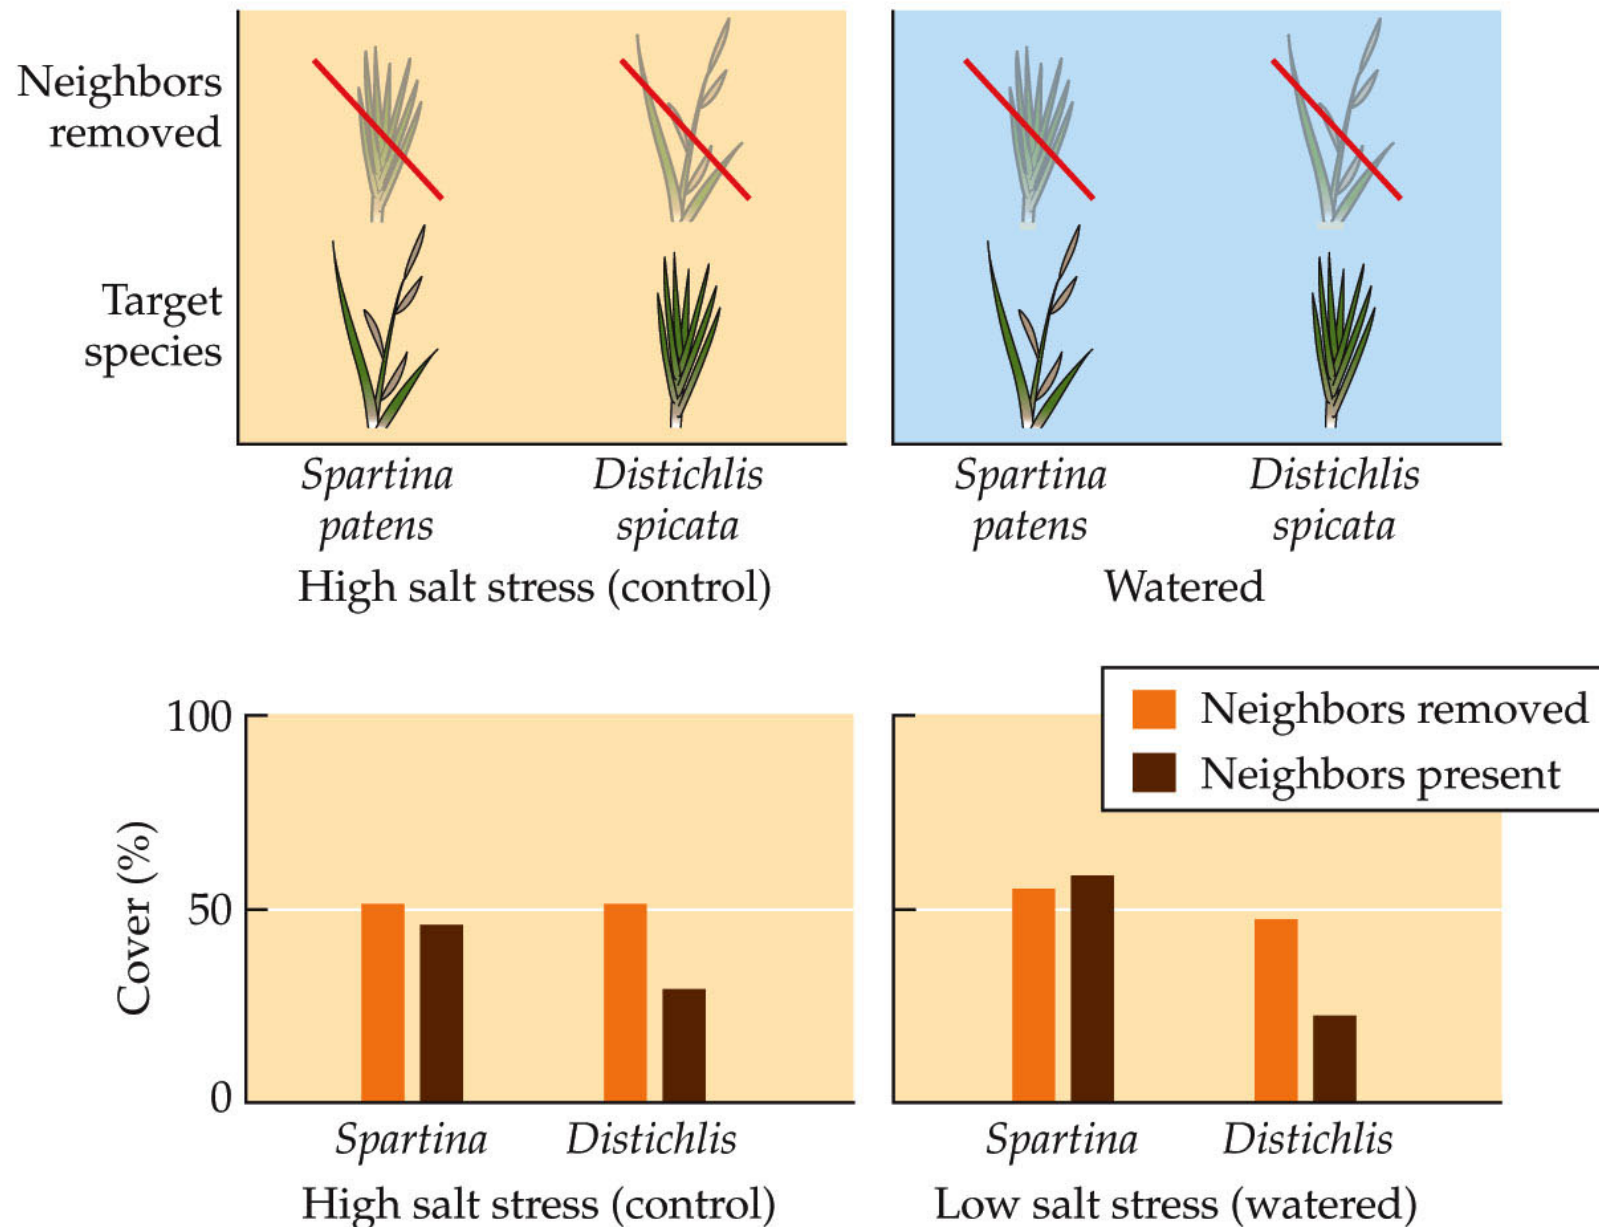 Neighbors
removed
Target
species
Spartina
patens
Distichlis
spicata
High salt stress (control)
Spartina
patens
Distichlis
spicata
Watered
Neighbors removed
Neighbors present
Cover (%)
100
50
0
Spartina
Distichlis
High salt stress (control)
Spartina
Distichlis
Low salt stress (watered)